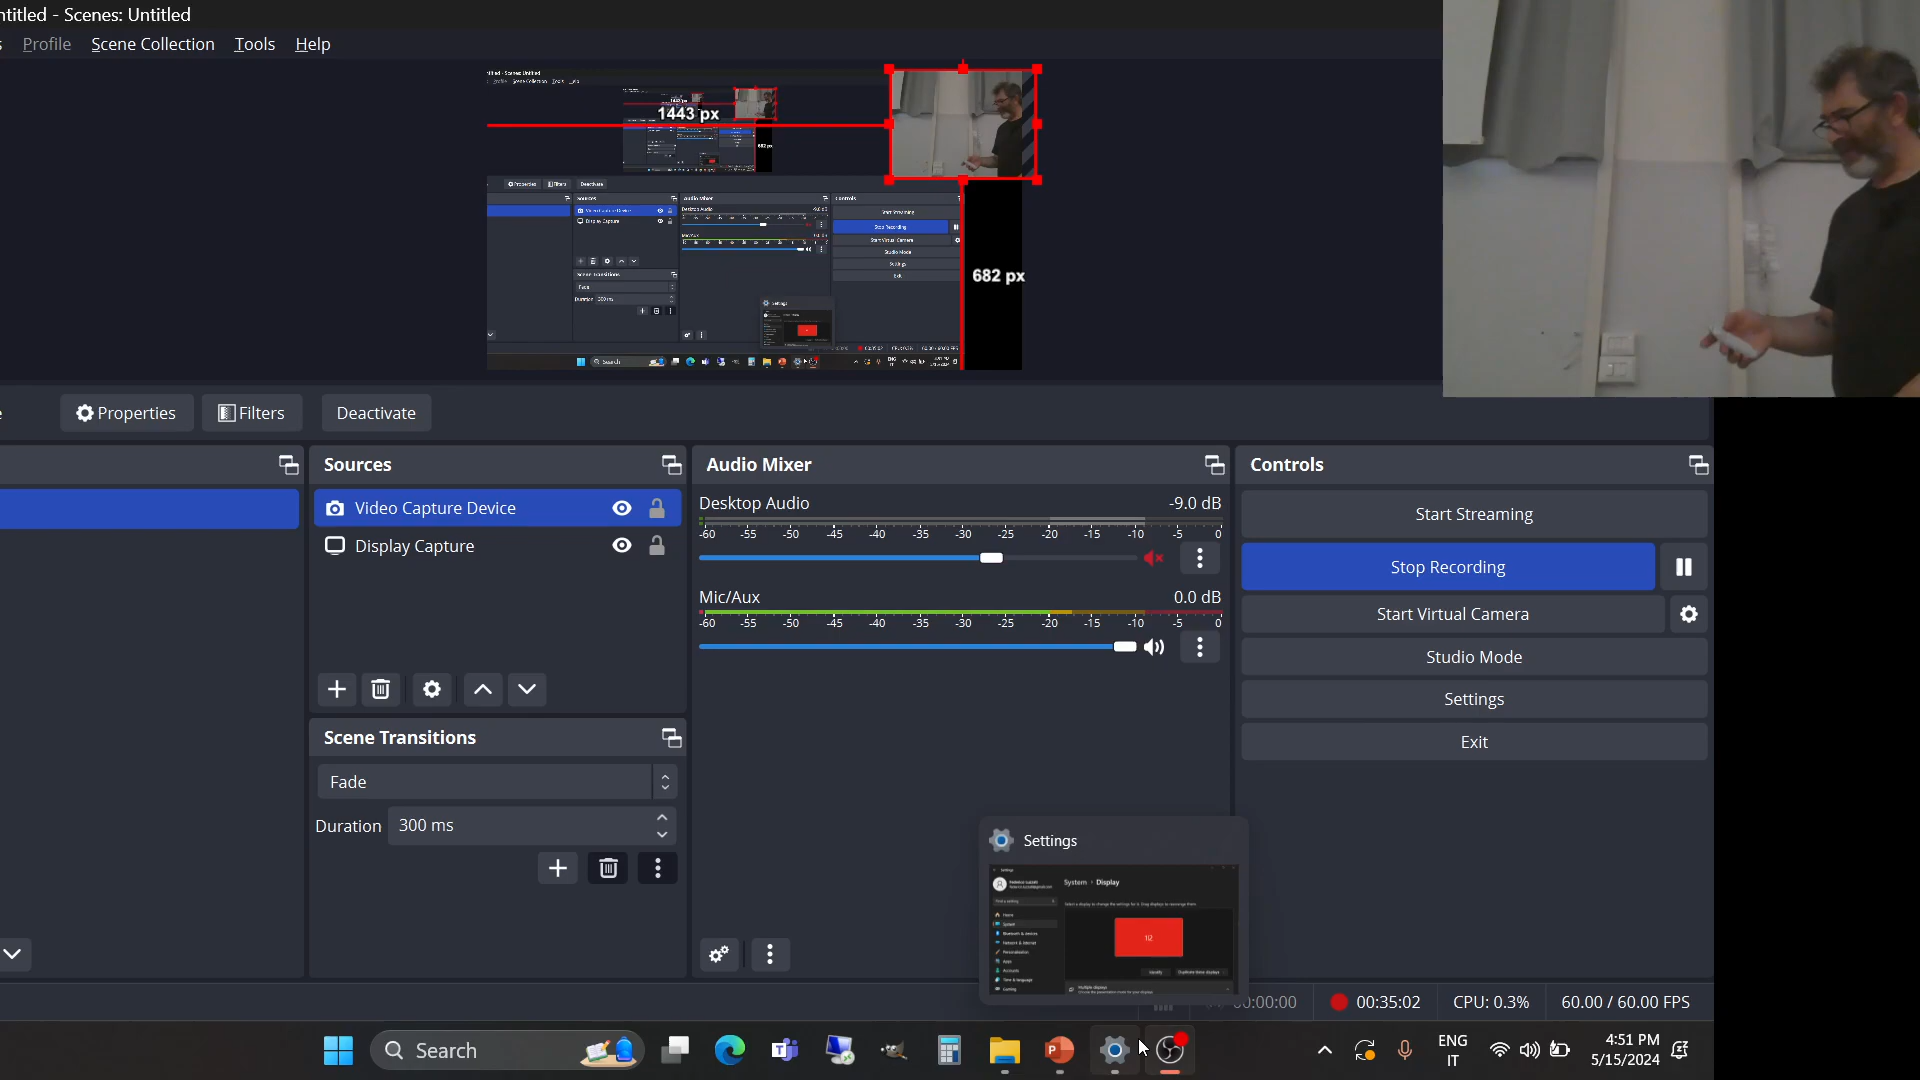 ntitled - Scenes: Untitled
Profile Scene Collection Tools Help
1443 px
682 px
Properties Filters Deactivate
Sources
Video Capture Device
Display Capture
Scene Transitions
Fade
Duration 300 ms
Audio Mixer
Desktop Audio -9.0 dB
-60 -55 -50 -45 -40 -35 -30 -25 -20 -15 -10 -5 0
Mic/Aux 0.0 dB
-60 -55 -50 -45 -40 -35 -30 -25 -20 -15 -10 -5 0
Controls
Start Streaming
Stop Recording
Start Virtual Camera
Studio Mode
Settings
Exit
Settings
System › Display
00:00:00 00:35:02 CPU: 0.3% 60.00 / 60.00 FPS
Search
ENG
IT
4:51 PM
5/15/2024